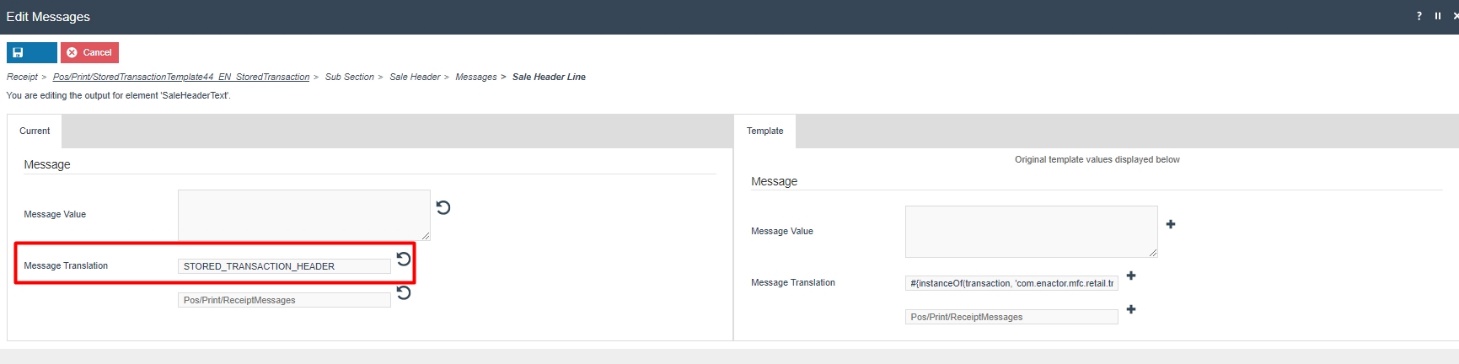 Edit Messages
Cancel
Receipt > Pos/Print/StoredTransactionTemplate44_EN_StoredTransaction > Sub Section > Sale Header > Messages > Sale Header Line
You are editing the output for element 'SaleHeaderText'.
Current
Message
Message Value
Message Translation STORED_TRANSACTION_HEADER
Pos/Print/ReceiptMessages
Template
Original template values displayed below
Message
Message Value
Message Translation #{instanceOf(transaction, 'com.enactor.mfc.retail.tr
Pos/Print/ReceiptMessages